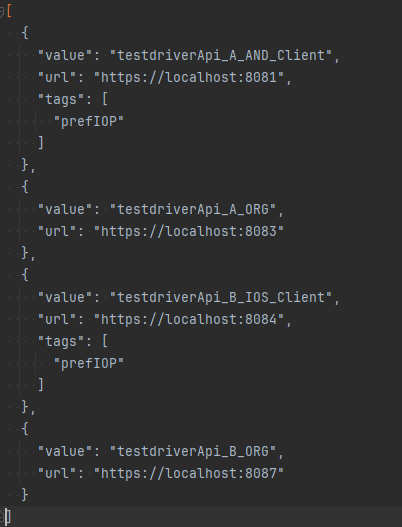 [
{
"value": "testdriverApi_A_AND_Client",
"url": "https://localhost:8081",
"tags": [
"prefIOP"
]
},
{
"value": "testdriverApi_A_ORG",
"url": "https://localhost:8083"
},
{
"value": "testdriverApi_B_IOS_Client",
"url": "https://localhost:8084",
"tags": [
"prefIOP"
]
},
{
"value": "testdriverApi_B_ORG",
"url": "https://localhost:8087"
}
]